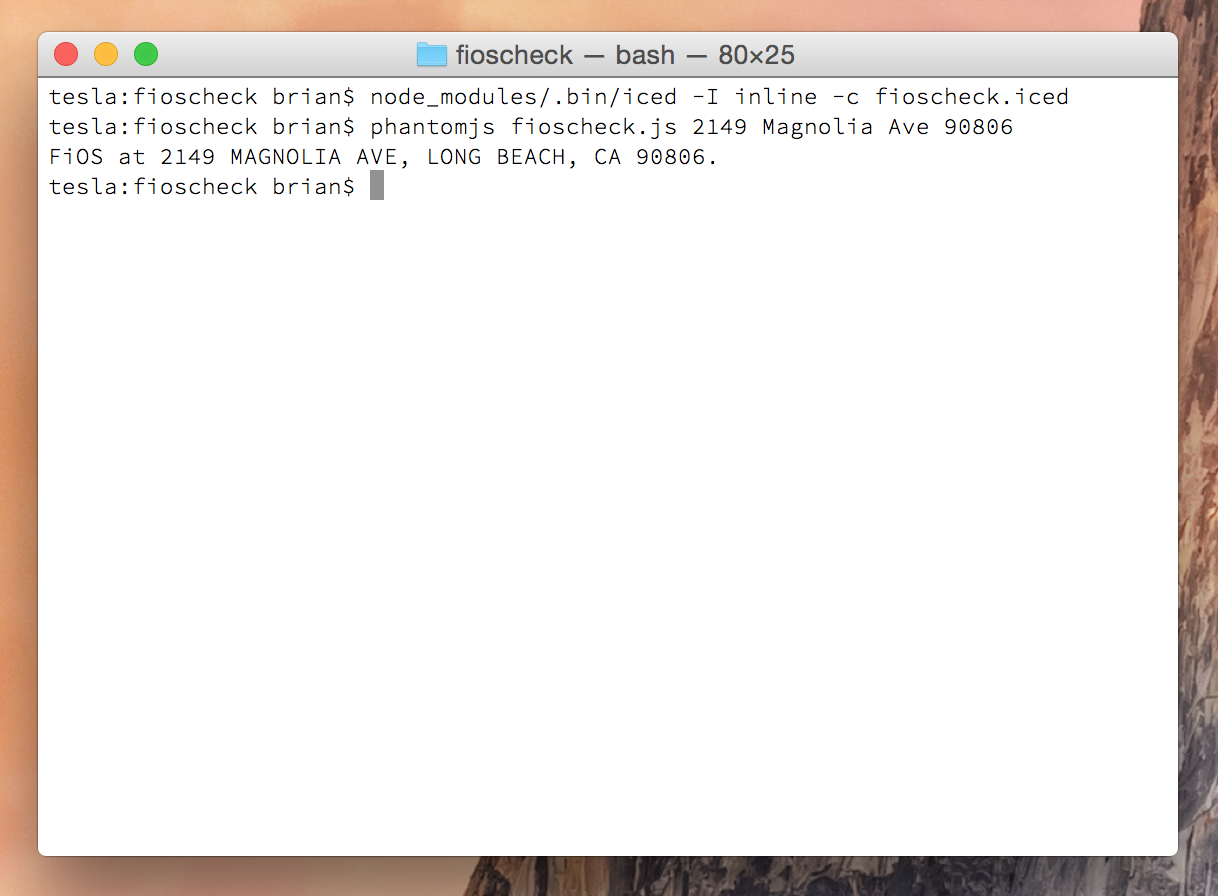 fioscheck — bash — 80×25
tesla:fioscheck brian$ node_modules/.bin/iced -I inline -c fioscheck.iced
tesla:fioscheck brian$ phantomjs fioscheck.js 2149 Magnolia Ave 90806
FiOS at 2149 MAGNOLIA AVE, LONG BEACH, CA 90806.
tesla:fioscheck brian$